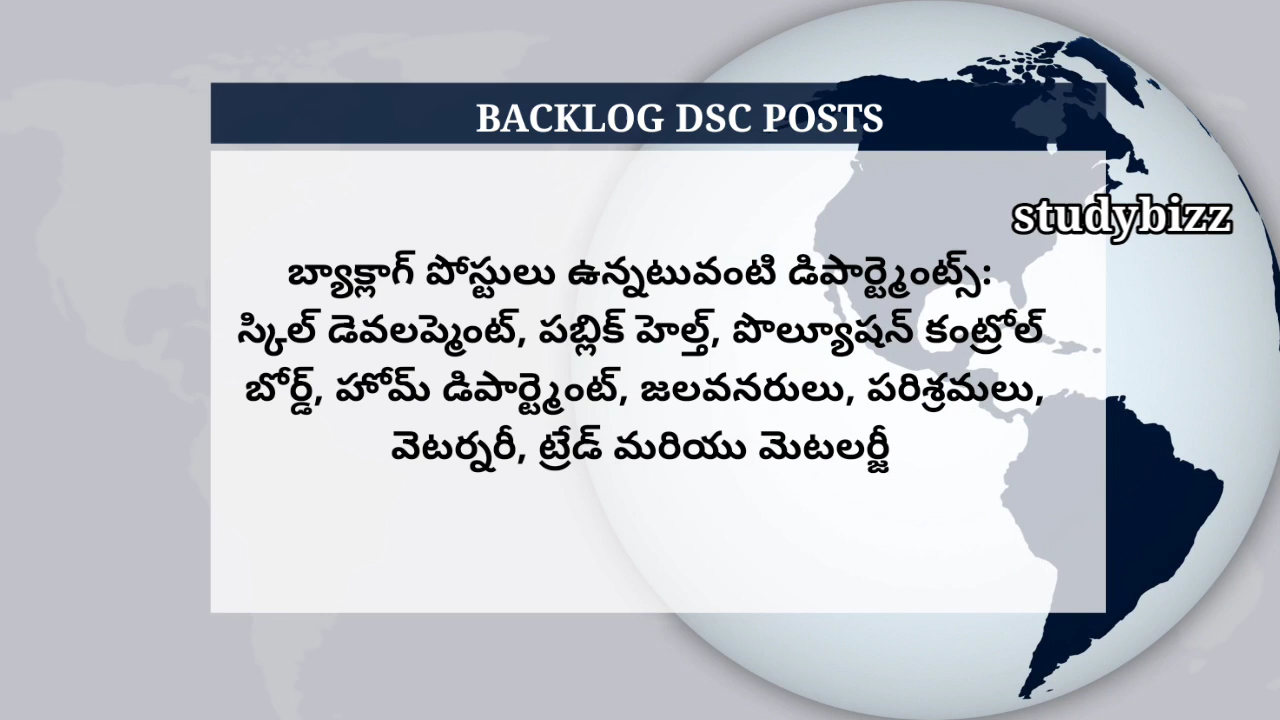 BACKLOG DSC POSTS
studybizz
బ్యాక్లాగ్ పోస్టులు ఉన్నటువంటి డిపార్ట్మెంట్స్:
స్కిల్ డెవలప్మెంట్, పబ్లిక్ హెల్త్, పొల్యూషన్ కంట్రోల్
బోర్డ్, హోమ్ డిపార్ట్మెంట్, జలవనరులు, పరిశ్రమలు,
వెటర్నరీ, ట్రేడ్ మరియు మెటలర్జీ